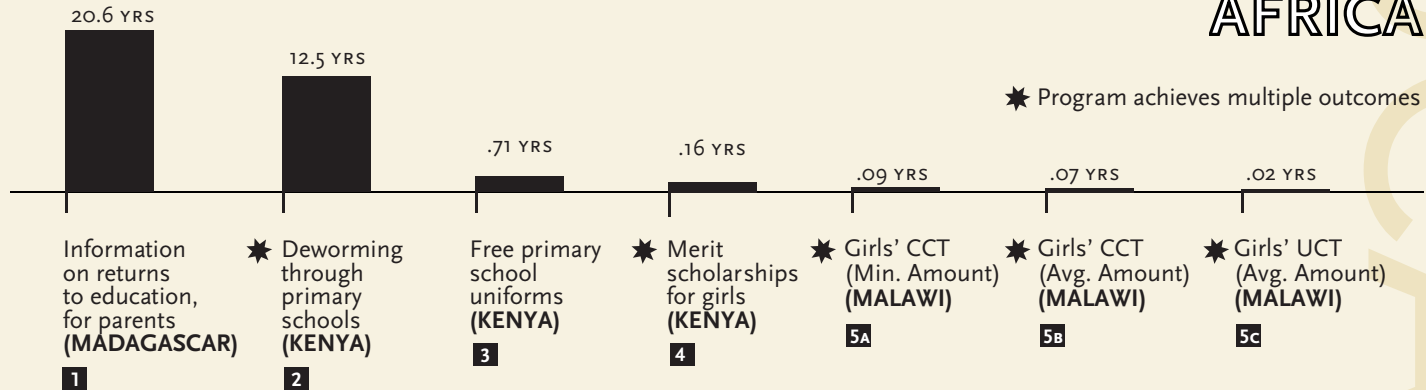 AFRICA
Program achieves multiple outcomes
20.6 YRS
Information
on returns
to education,
for parents
(MADAGASCAR)
1
12.5 YRS
Deworming
through
primary
schools
(KENYA)
2
.71 YRS
Free primary
school
uniforms
(KENYA)
3
.16 YRS
Merit
scholarships
for girls
(KENYA)
4
.09 YRS
Girls' CCT
(Min. Amount)
(MALAWI)
5A
.07 YRS
Girls' CCT
(Avg. Amount)
(MALAWI)
5B
.02 YRS
Girls' UCT
(Avg. Amount)
(MALAWI)
5C